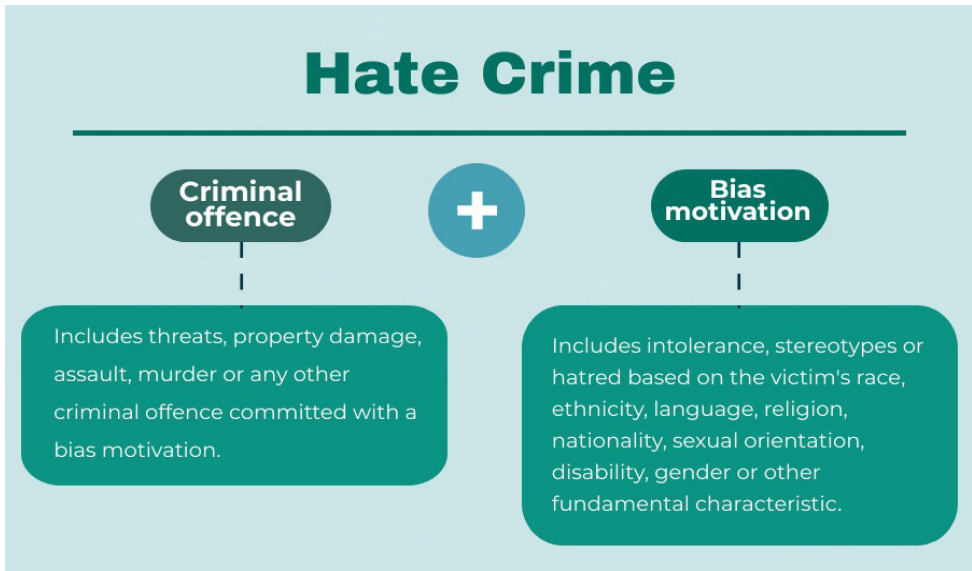 Hate Crime
Criminal
offence
+
Bias
motivation
Includes threats, property damage,
assault, murder or any other
criminal offence committed with a
bias motivation.
Includes intolerance, stereotypes or
hatred based on the victim's race,
ethnicity, language, religion,
nationality, sexual orientation,
disability, gender or other
fundamental characteristic.